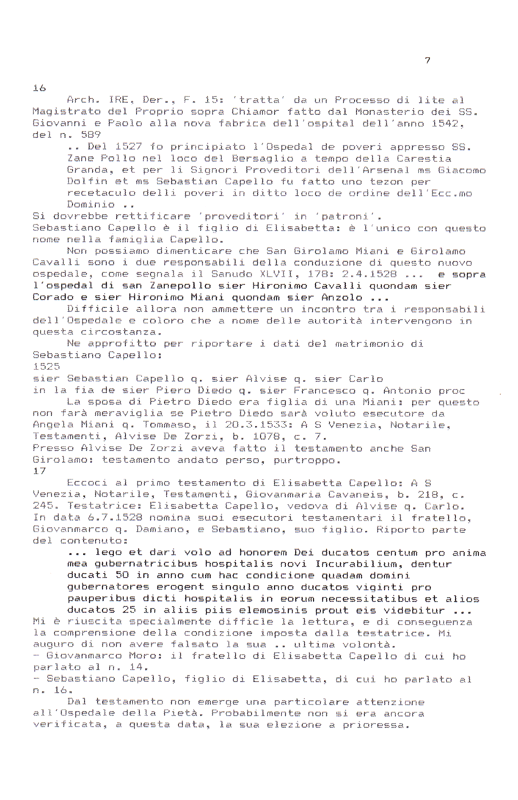 7
16
Arch. IRE, Der., F. 15: 'tratta' da un Processo di lite al
Magistrato del Proprio sopra Chiamor fatto dal Monasterio dei SS.
Giovanni e Paolo alla nova fabrica dell'ospital dell'anno 1542,
del n. 589
.. Del 1527 fo principiato l'Ospedal de poveri appresso SS.
Zane Pollo nel loco del Bersaglio a tempo della Carestia
Granda, et per li Signori Proveditori dell'Arsenal ms Giacomo
Dolfin et ms Sebastian Capello fu fatto uno tezon per
recetaculo delli poveri in ditto loco de ordine dell'Ecc.mo
Dominio ..
Si dovrebbe rettificare 'proveditori' in 'patroni'.
Sebastiano Capello è il figlio di Elisabetta: è l'unico con questo
nome nella famiglia Capello.
Non possiamo dimenticare che San Girolamo Miani e Girolamo
Cavalli sono i due responsabili della conduzione di questo nuovo
ospedale, come segnala il Sanudo XLVII, 178: 2.4.1528 ... e sopra
l'ospedal di san Zanepollo sier Hironimo Cavalli quondam sier
Corado e sier Hironimo Miani quondam sier Anzolo ...
Difficile allora non ammettere un incontro tra i responsabili
dell'Ospedale e coloro che a nome delle autorità intervengono in
questa circostanza.
Ne approfitto per riportare i dati del matrimonio di
Sebastiano Capello:
1525
sier Sebastian Capello q. sier Alvise q. sier Carlo
in la fia de sier Piero Diedo q. sier Francesco q. Antonio proc
La sposa di Pietro Diedo era figlia di una Miani: per questo
non farà meraviglia se Pietro Diedo sarà voluto esecutore da
Angela Miani q. Tommaso, il 20.3.1533: A S Venezia, Notarile,
Testamenti, Alvise De Zorzi, b. 1078, c. 7.
Presso Alvise De Zorzi aveva fatto il testamento anche San
Girolamo: testamento andato perso, purtroppo.
17
Eccoci al primo testamento di Elisabetta Capello: A S
Venezia, Notarile, Testamenti, Giovanmaria Cavaneis, b. 218, c.
245. Testatrice: Elisabetta Capello, vedova di Alvise q. Carlo.
In data 6.7.1528 nomina suoi esecutori testamentari il fratello,
Giovanmarco q. Damiano, e Sebastiano, suo figlio. Riporto parte
del contenuto:
... lego et dari volo ad honorem Dei ducatos centum pro anima
mea gubernatricibus hospitalis novi Incurabilium, dentur
ducati 50 in anno cum hac condicione quadam domini
gubernatores erogent singulo anno ducatos viginti pro
pauperibus dicti hospitalis in eorum necessitatibus et alios
ducatos 25 in aliis piis elemosinis prout eis videbitur ...
Mi è riuscita specialmente difficle la lettura, e di conseguenza
la comprensione della condizione imposta dalla testatrice. Mi
auguro di non avere falsato la sua .. ultima volontà.
- Giovanmarco Moro: il fratello di Elisabetta Capello di cui ho
parlato al n. 14.
- Sebastiano Capello, figlio di Elisabetta, di cui ho parlato al
n. 16.
Dal testamento non emerge una particolare attenzione
all'Ospedale della Pietà. Probabilmente non si era ancora
verificata, a questa data, la sua elezione a prioressa.